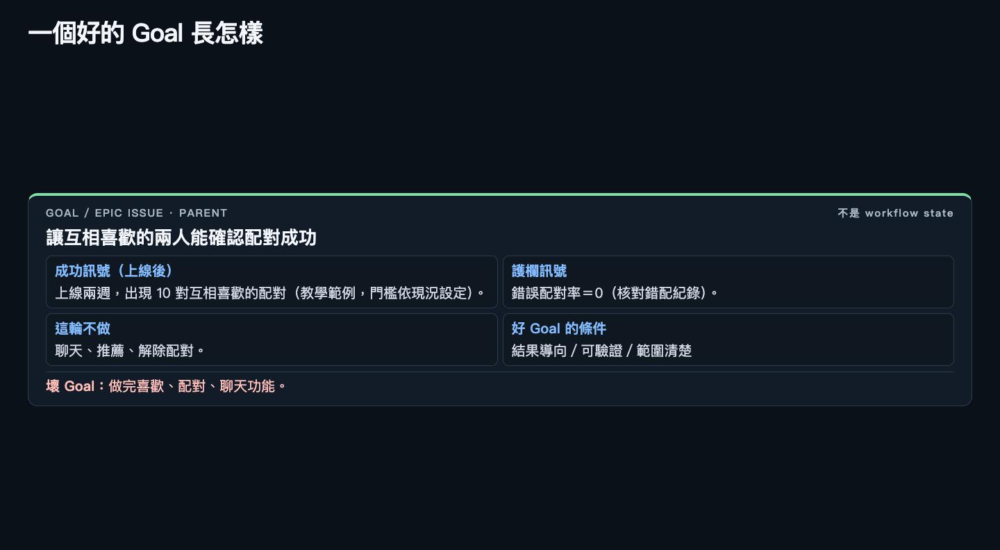 一個好的 Goal 長怎樣
GOAL / EPIC ISSUE · PARENT
不是 workflow state
讓互相喜歡的兩人能確認配對成功
成功訊號（上線後）
上線兩週，出現 10 對互相喜歡的配對（教學範例，門檻依現況設定）。
護欄訊號
錯誤配對率＝0（核對錯配紀錄）。
這輪不做
聊天、推薦、解除配對。
好 Goal 的條件
結果導向 / 可驗證 / 範圍清楚
壞 Goal：做完喜歡、配對、聊天功能。